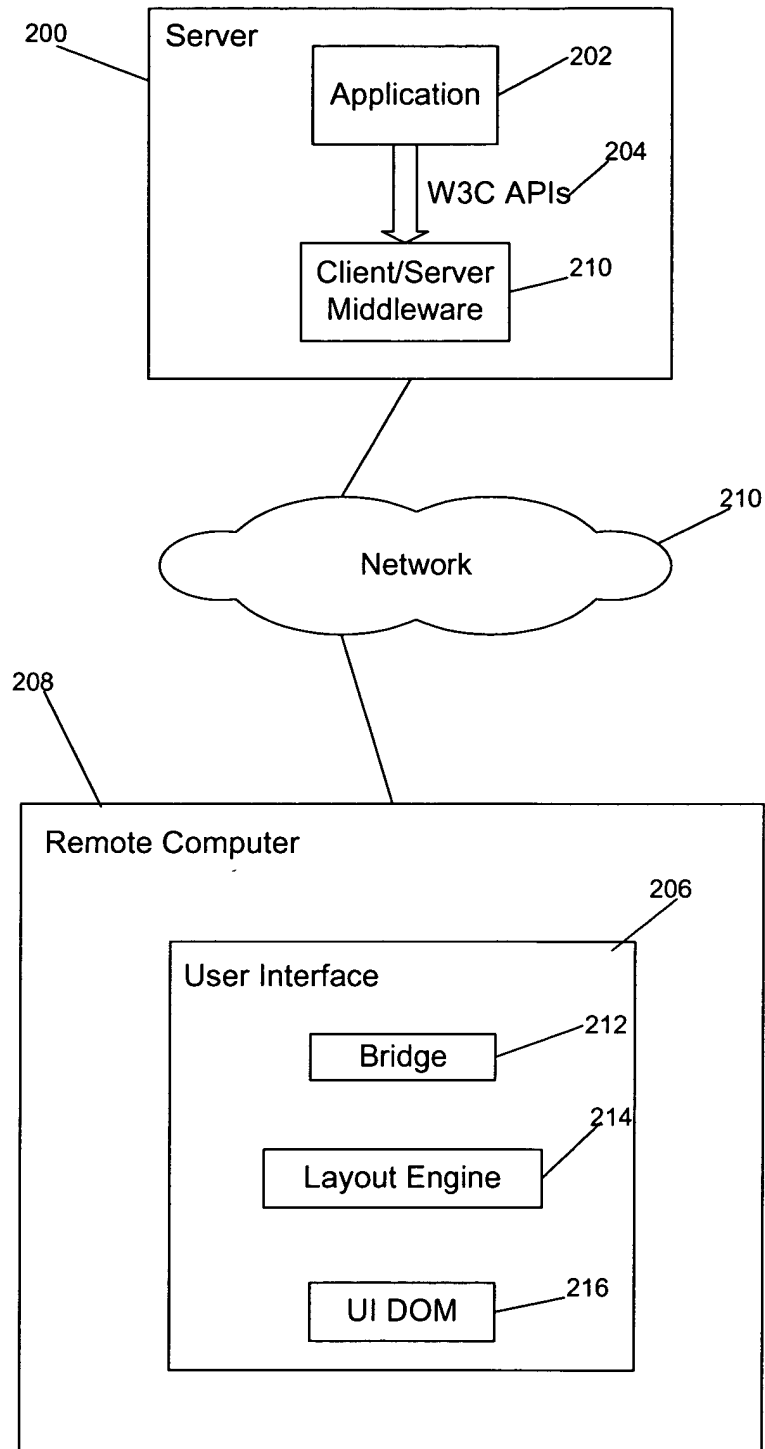 200
Server
202
Application
204
W3C APIs
Client/Server
Middleware
210
210
Network
208
Remote Computer
206
User Interface
212
Bridge
214
Layout Engine
216
UI DOM